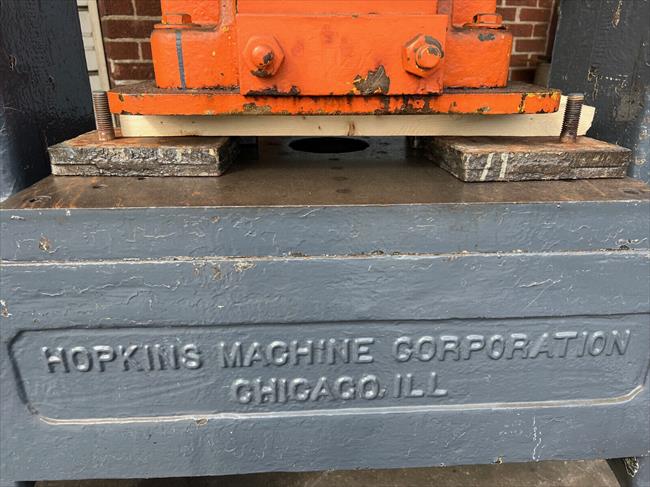 HOPKINS MACHINE CORPORATION
CHICAGO, ILL